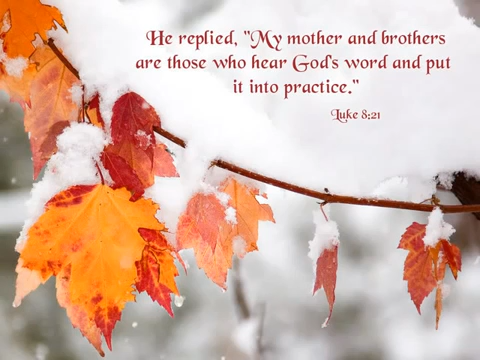 He replied, "My mother and brothers
are those who hear God's word and put
it into practice."
Luke 8:21